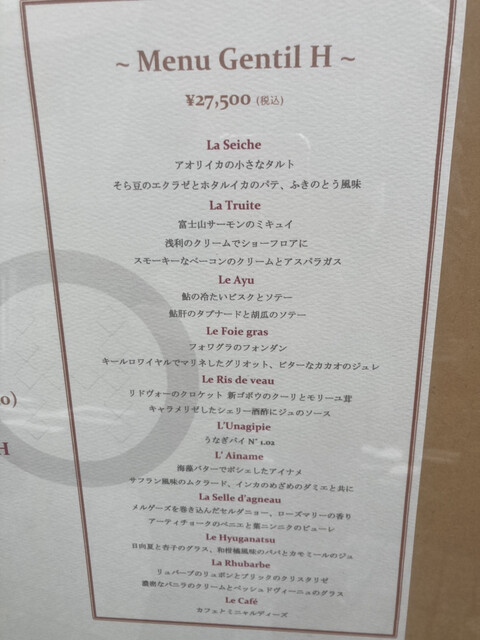 ~ Menu Gentil H ~
¥27,500 (税込)
La Seiche
アオリイカの小さなタルト
そら豆のエクラゼとホタルイカのパテ、ふきのとう風味
La Truite
富士山サーモンのミキュイ
浅利のクリームでショーフロアに
スモーキーなベーコンのクリームとアスパラガス
Le Ayu
鮎の冷たいビスクとソテー
鮎肝のタプナードと胡瓜のソテー
Le Foie gras
フォワグラのフォンダン
キールロワイヤルでマリネしたグリオット、ビターなカカオのジュレ
Le Ris de veau
リドヴォーのクロケット 新ゴボウのクーリとモリーユ茸
キャラメリゼしたシェリー酒酢にジュのソース
L'Unagipie
うなぎパイ N° 1.02
L' Ainame
海藻バターでポシェしたアイナメ
サフラン風味のムクラード、インカのめざめのダミエと共に
La Selle d'agneau
メルゲーズを巻き込んだセルダニョー、ローズマリーの香り
アーティチョークのベニエと葉ニンニクのピューレ
Le Hyuganatsu
日向夏と杏子のグラス、和柑橘風味のババとカモミールのジュ
La Rhubarbe
リュバーブのリュボンとブリックのクリスタリゼ
濃密なバニラのクリームとペッシュドヴィーニュのグラス
Le Café
カフェとミニャルディーズ
o)
H